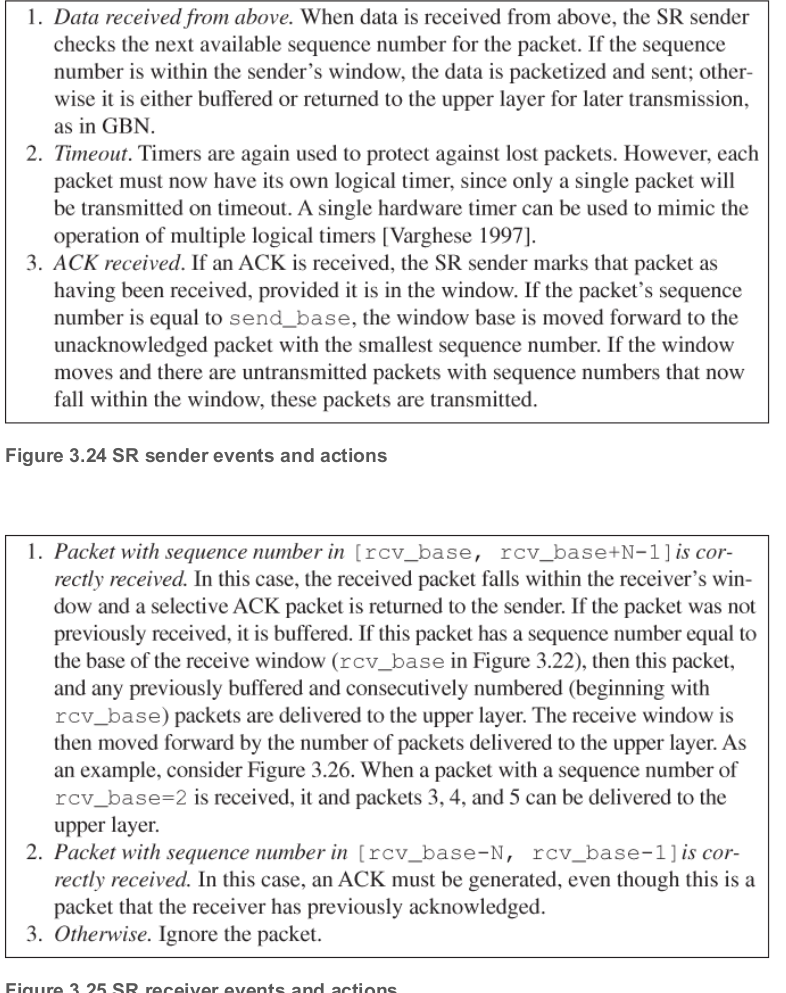 1. Data received from above. When data is received from above, the SR sender
checks the next available sequence number for the packet. If the sequence
number is within the sender's window, the data is packetized and sent; other-
wise it is either buffered or returned to the upper layer for later transmission,
as in GBN.
2. Timeout. Timers are again used to protect against lost packets. However, each
packet must now have its own logical timer, since only a single packet will
be transmitted on timeout. A single hardware timer can be used to mimic the
operation of multiple logical timers [Varghese 1997].
3. ACK received. If an ACK is received, the SR sender marks that packet as
having been received, provided it is in the window. If the packet's sequence
number is equal to send_base, the window base is moved forward to the
unacknowledged packet with the smallest sequence number. If the window
moves and there are untransmitted packets with sequence numbers that now
fall within the window, these packets are transmitted.
Figure 3.24 SR sender events and actions
1. Packet with sequence number in [rcv_base, rcv_base+N-1] is cor-
rectly received. In this case, the received packet falls within the receiver's win-
dow and a selective ACK packet is returned to the sender. If the packet was not
previously received, it is buffered. If this packet has a sequence number equal to
the base of the receive window (rcv_base in Figure 3.22), then this packet,
and any previously buffered and consecutively numbered (beginning with
rcv_base) packets are delivered to the upper layer. The receive window is
then moved forward by the number of packets delivered to the upper layer. As
an example, consider Figure 3.26. When a packet with a sequence number of
rcv_base=2 is received, it and packets 3, 4, and 5 can be delivered to the
upper layer.
2. Packet with sequence number in [rcv_base-N, rcv_base-1] is cor-
rectly received. In this case, an ACK must be generated, even though this is a
packet that the receiver has previously acknowledged.
3. Otherwise. Ignore the packet.
Figure 3.25 SR receiver events and actions